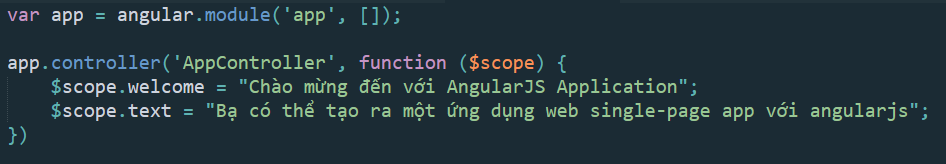 var app = angular.module('app', []);
app.controller('AppController', function ($scope) {
$scope.welcome = "Chào mừng đến với AngularJS Application";
$scope.text = "Bạ có thể tạo ra một ứng dụng web single-page app với angularjs";
})